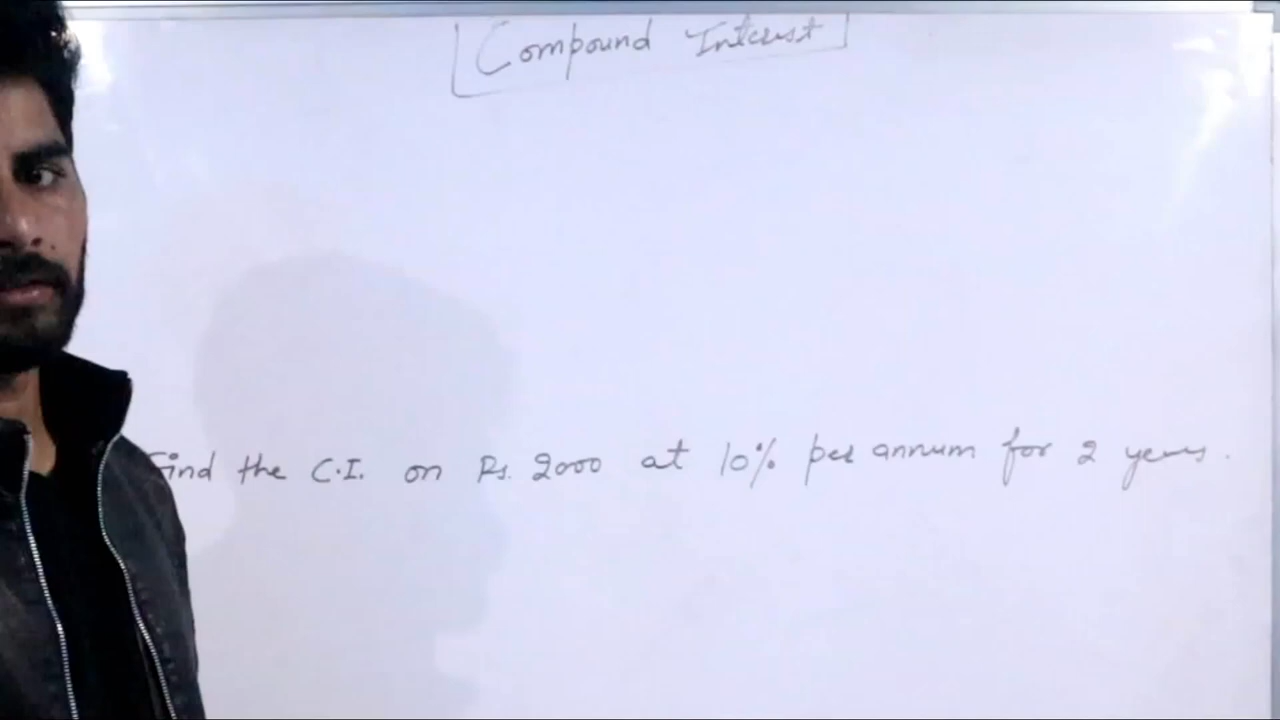 Compound Interest
Find the C.I. on Rs. 2000 at 10% per annum for 2 years.